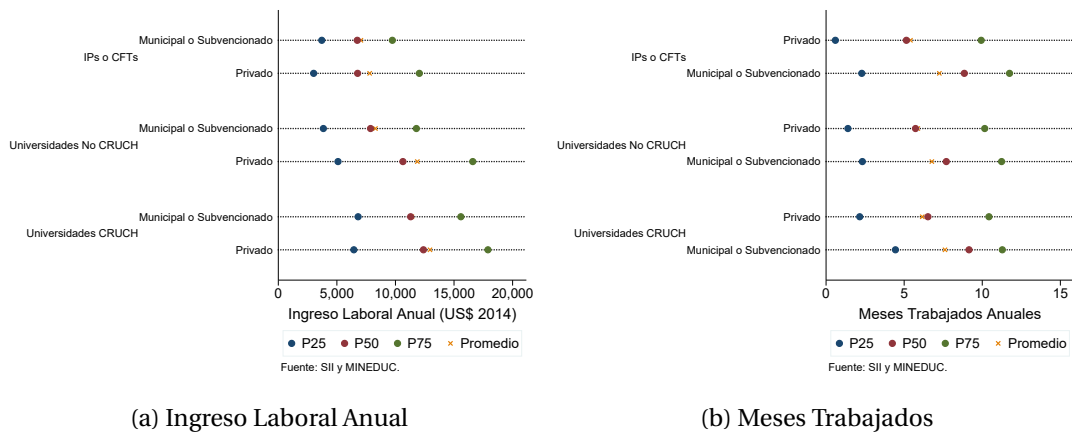 Municipal o Subvencionado
IPs o CFTs
Privado
Municipal o Subvencionado
Universidades No CRUCH
Privado
Municipal o Subvencionado
Universidades CRUCH
Privado
0 5,000 10,000 15,000 20,000
Ingreso Laboral Anual (US$ 2014)
P25 P50 P75 Promedio
Fuente: SII y MINEDUC.
(a) Ingreso Laboral Anual
Privado
IPs o CFTs
Municipal o Subvencionado
Privado
Universidades No CRUCH
Municipal o Subvencionado
Privado
Universidades CRUCH
Municipal o Subvencionado
0 5 10 15
Meses Trabajados Anuales
P25 P50 P75 Promedio
Fuente: SII y MINEDUC.
(b) Meses Trabajados